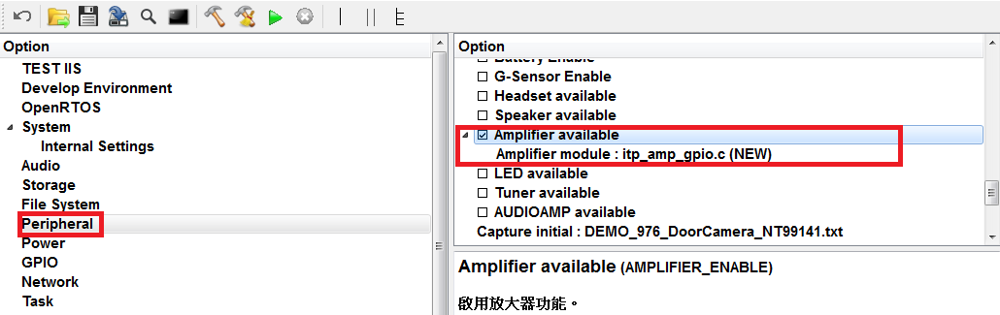 Option
TEST IIS
Develop Environment
OpenRTOS
System
Internal Settings
Audio
Storage
File System
Peripheral
Power
GPIO
Network
Task
Option
Battery Enable
G-Sensor Enable
Headset available
Speaker available
Amplifier available
Amplifier module : itp_amp_gpio.c (NEW)
LED available
Tuner available
AUDIOAMP available
Capture initial : DEMO_976_DoorCamera_NT99141.txt
Amplifier available (AMPLIFIER_ENABLE)
啟用放大器功能。